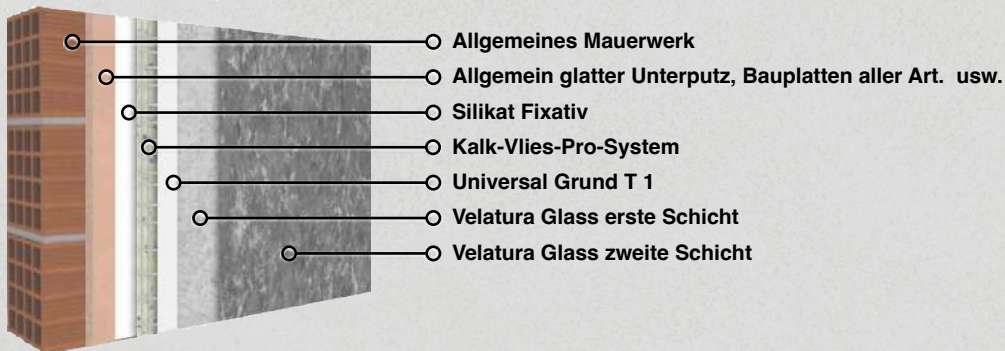 Allgemeines Mauerwerk
Allgemein glatter Unterputz, Bauplatten aller Art. usw.
Silikat Fixativ
Kalk-Vlies-Pro-System
Universal Grund T 1
Velatura Glass erste Schicht
Velatura Glass zweite Schicht